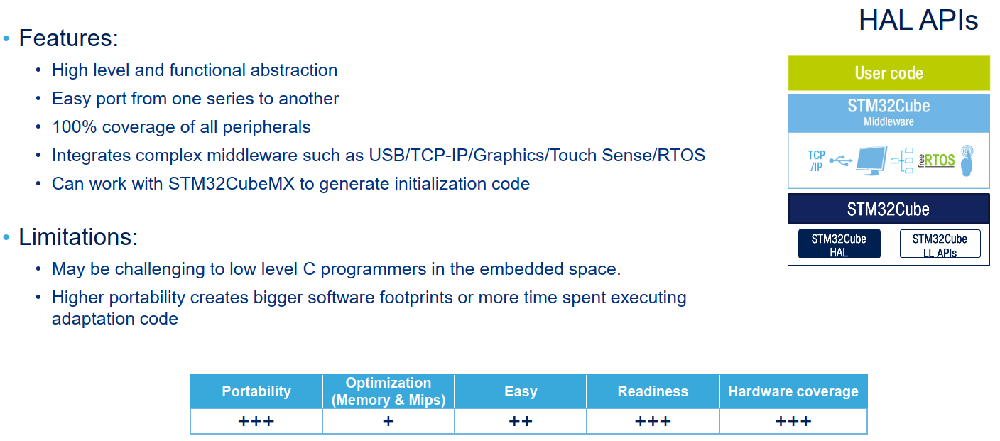 HAL APIs
• Features:
• High level and functional abstraction
• Easy port from one series to another
• 100% coverage of all peripherals
• Integrates complex middleware such as USB/TCP-IP/Graphics/Touch Sense/RTOS
• Can work with STM32CubeMX to generate initialization code
• Limitations:
• May be challenging to low level C programmers in the embedded space.
• Higher portability creates bigger software footprints or more time spent executing
adaptation code
User code
STM32Cube
Middleware
TCP
/IP
free RTOS
STM32Cube
STM32Cube
HAL
STM32Cube
LL APIs
Portability
Optimization
(Memory & Mips)
Easy
Readiness
Hardware coverage
+++
+
++
+++
+++